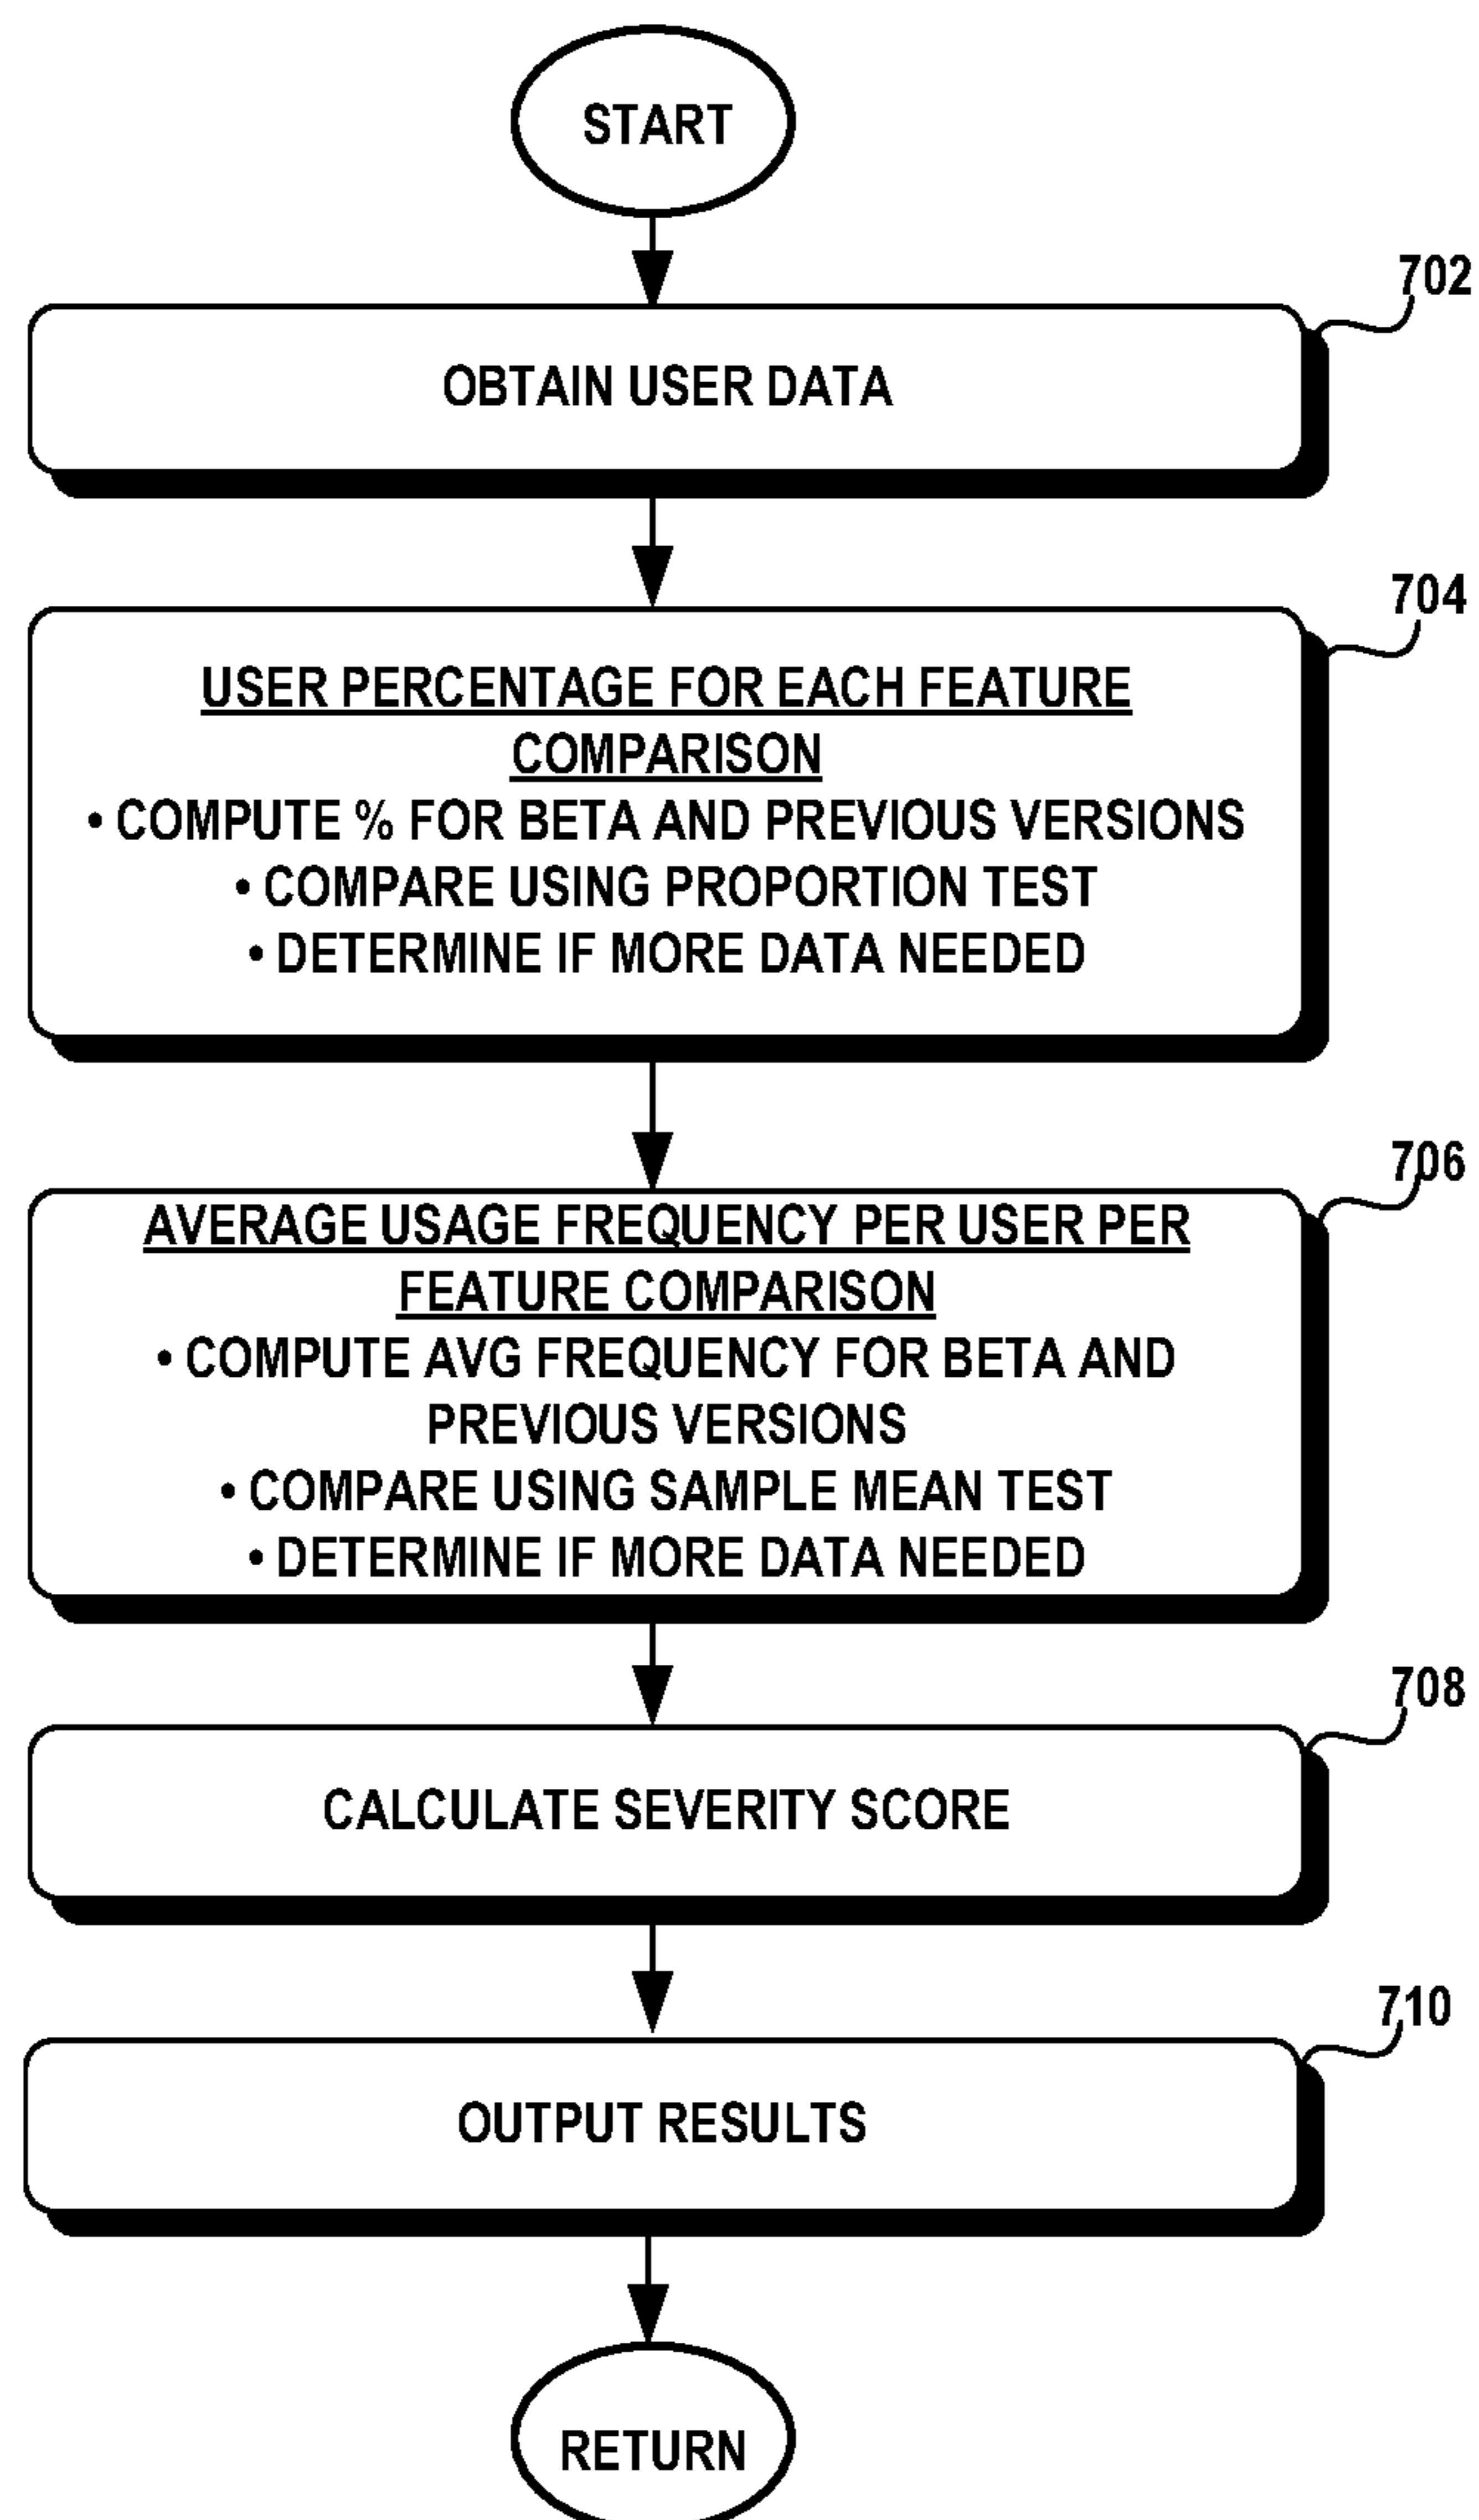 START
702
OBTAIN USER DATA
704
USER PERCENTAGE FOR EACH FEATURE
COMPARISON
• COMPUTE % FOR BETA AND PREVIOUS VERSIONS
• COMPARE USING PROPORTION TEST
• DETERMINE IF MORE DATA NEEDED
706
AVERAGE USAGE FREQUENCY PER USER PER
FEATURE COMPARISON
• COMPUTE AVG FREQUENCY FOR BETA AND
PREVIOUS VERSIONS
• COMPARE USING SAMPLE MEAN TEST
• DETERMINE IF MORE DATA NEEDED
708
CALCULATE SEVERITY SCORE
710
OUTPUT RESULTS
RETURN